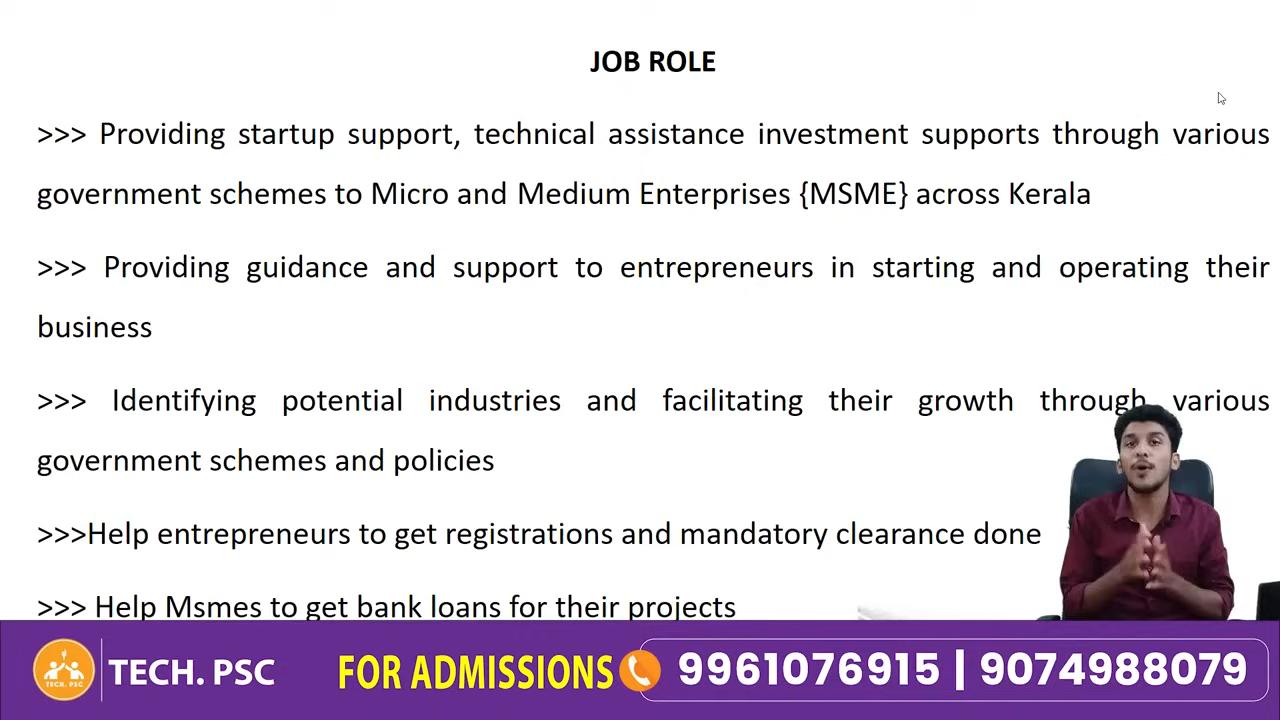 JOB ROLE
>>> Providing startup support, technical assistance investment supports through various
government schemes to Micro and Medium Enterprises {MSME} across Kerala
>>> Providing guidance and support to entrepreneurs in starting and operating their
business
>>> Identifying potential industries and facilitating their growth through various
government schemes and policies
>>>Help entrepreneurs to get registrations and mandatory clearance done
>>> Help Msmes to get bank loans for their projects
TECH. PSC
TECH. PSC
FOR ADMISSIONS
9961076915 | 9074988079